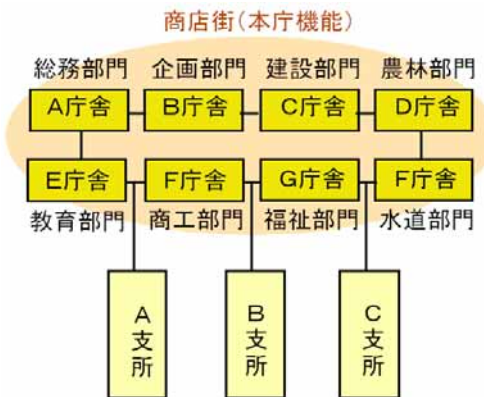 商店街(本庁機能)
総務部門 企画部門 建設部門 農林部門
A庁舎 B庁舎 C庁舎 D庁舎
E庁舎 F庁舎 G庁舎 F庁舎
教育部門 商工部門 福祉部門 水道部門
A支所 B支所 C支所